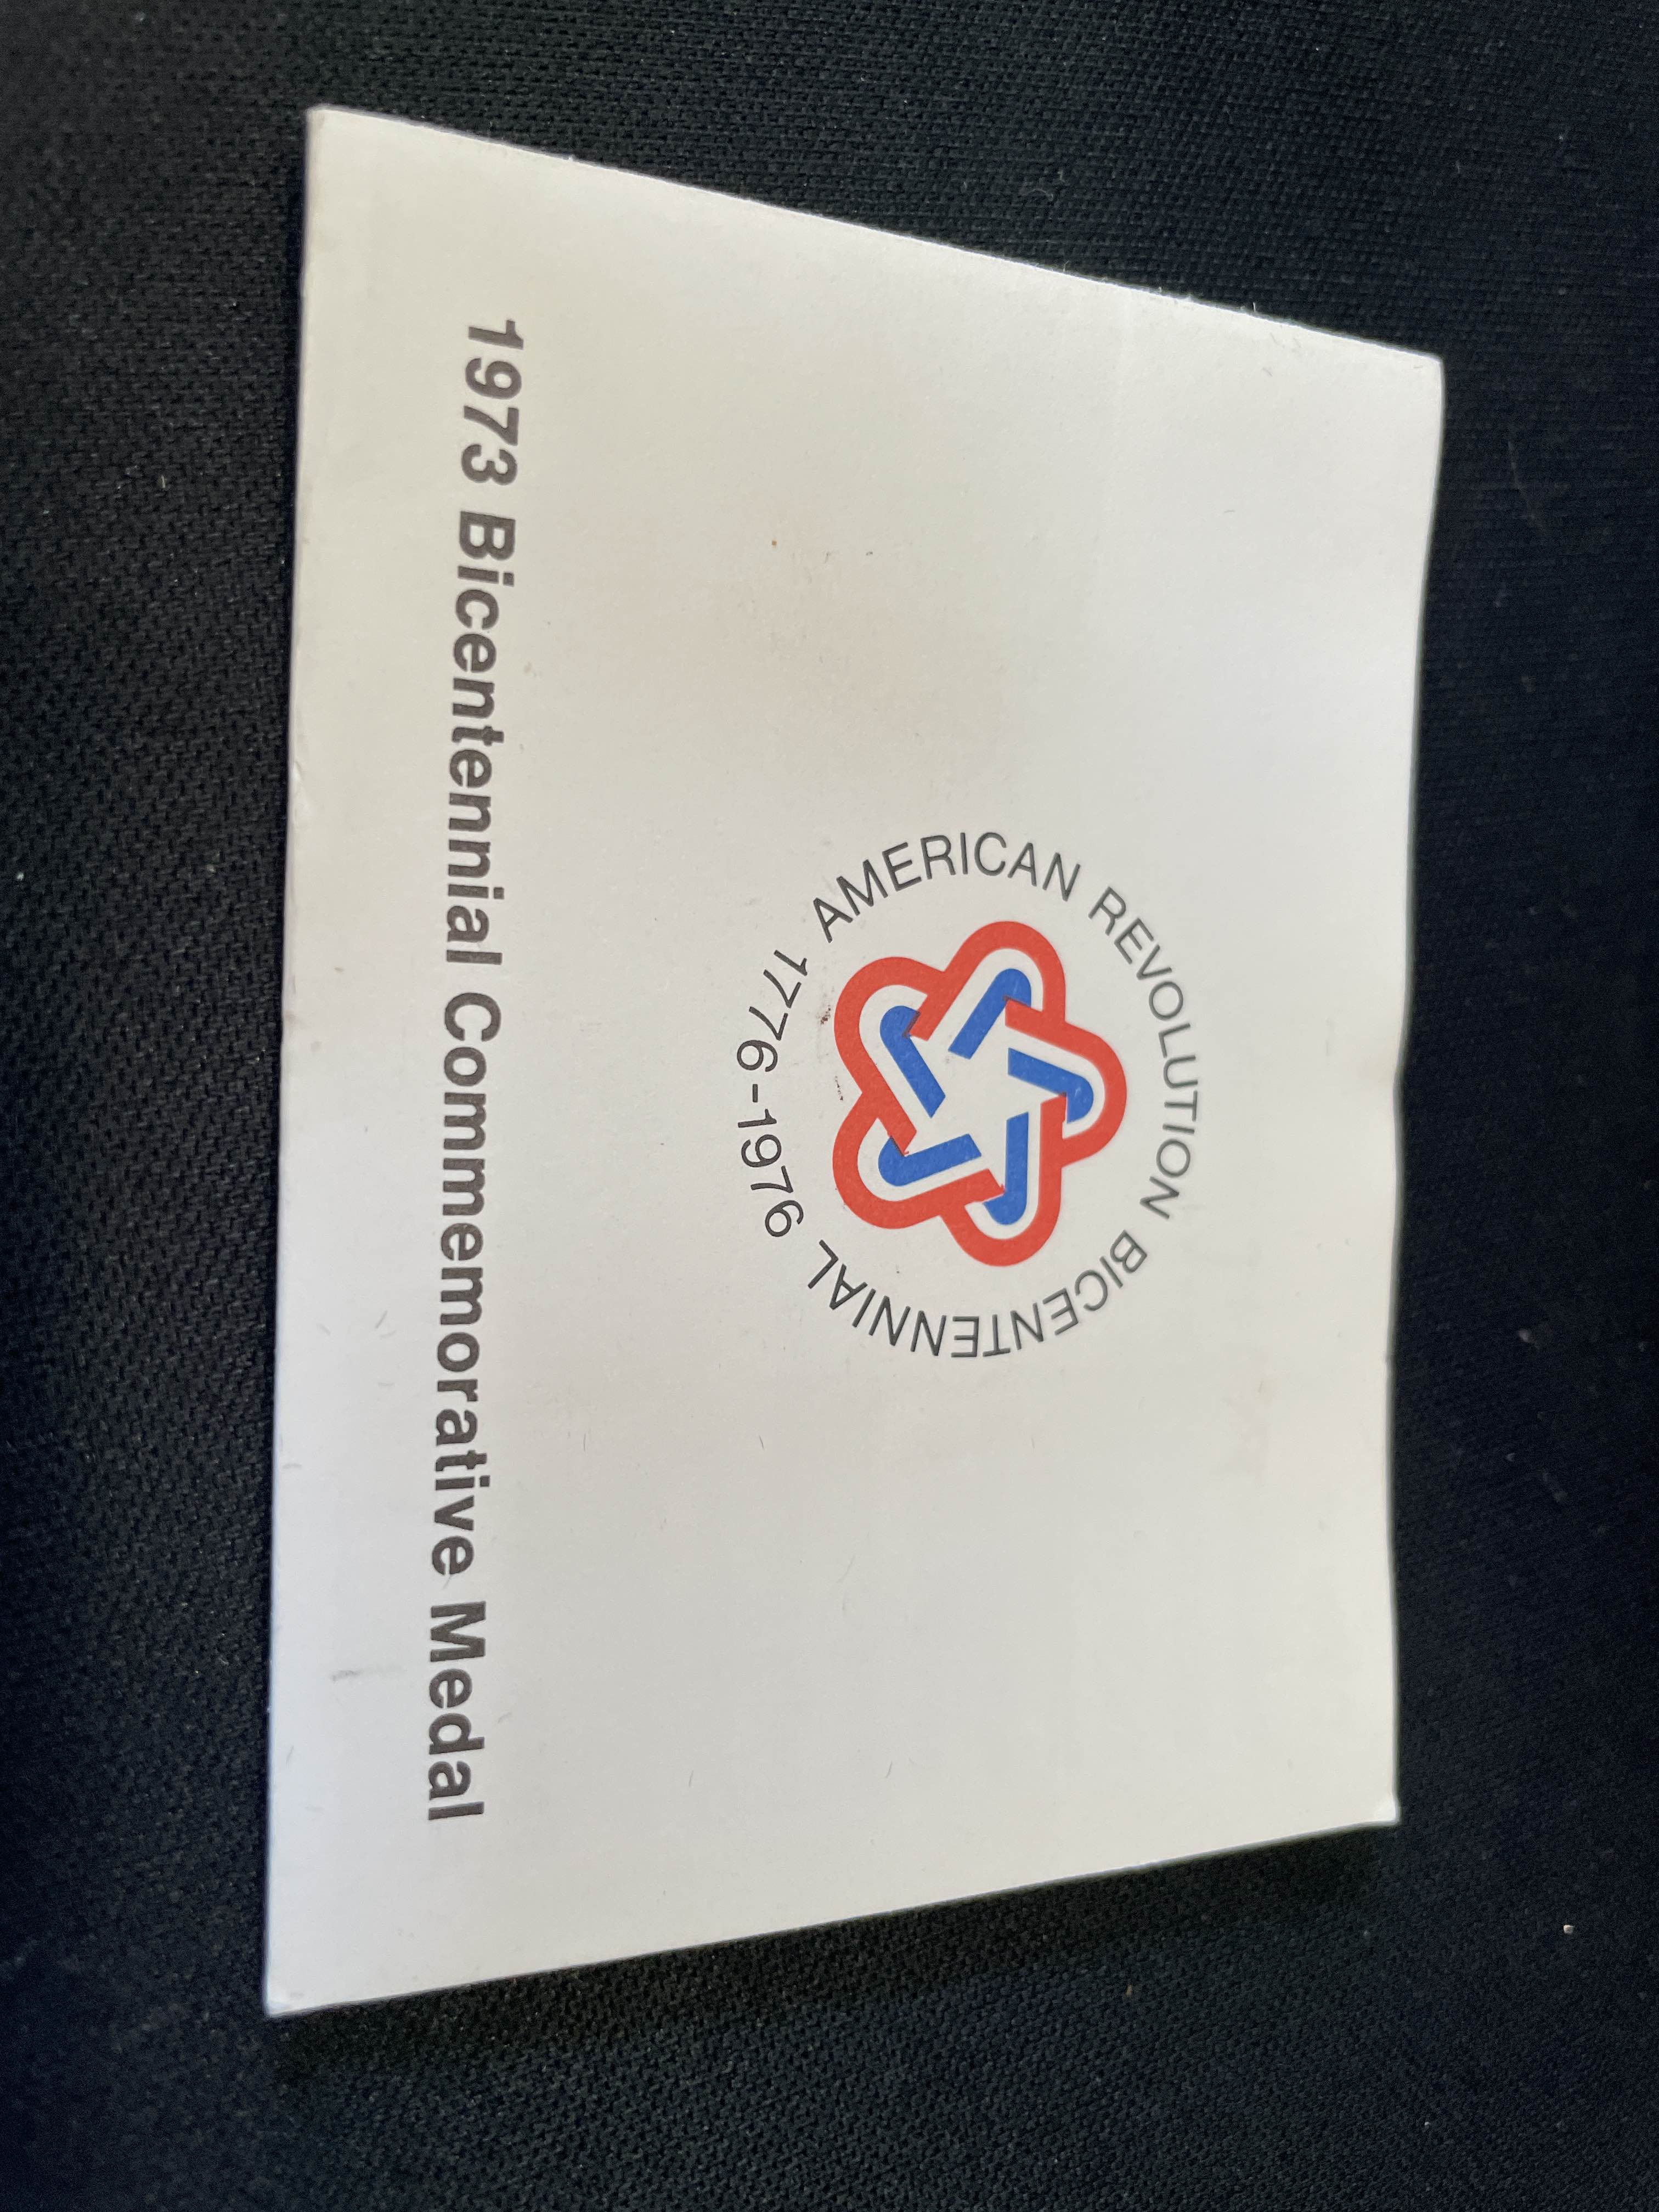 AMERICAN REVOLUTION BICENTENNIAL
1776-1976
1973 Bicentennial Commemorative Medal